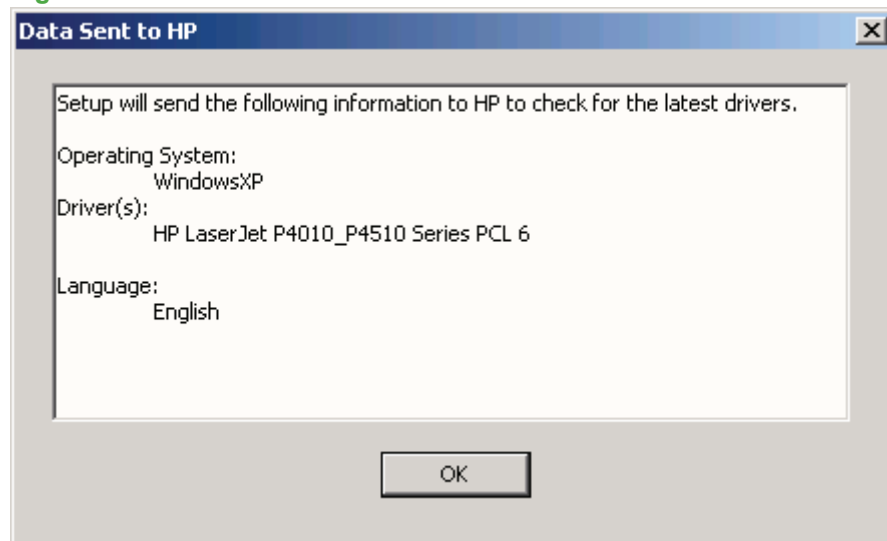 Data Sent to HP
Setup will send the following information to HP to check for the latest drivers.
Operating System:
WindowsXP
Driver(s):
HP LaserJet P4010_P4510 Series PCL 6
Language:
English
OK